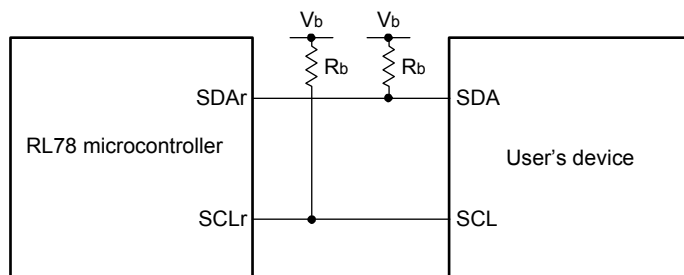 Vb Vb
Rb Rb
SDAr SDA
RL78 microcontroller User's device
SCLr SCL